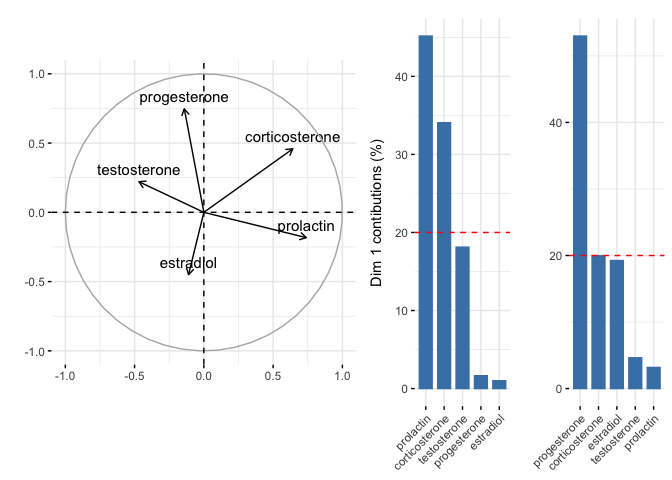 1.0
0.5
0.0
-0.5
-1.0
-1.0
-0.5
0.0
0.5
1.0
progesterone
corticosterone
testosterone
prolactin
estradiol
Dim 1 contibutions (%)
40
30
20
10
0
prolactin
corticosterone
testosterone
progesterone
estradiol
40
20
0
progesterone
corticosterone
estradiol
testosterone
prolactin